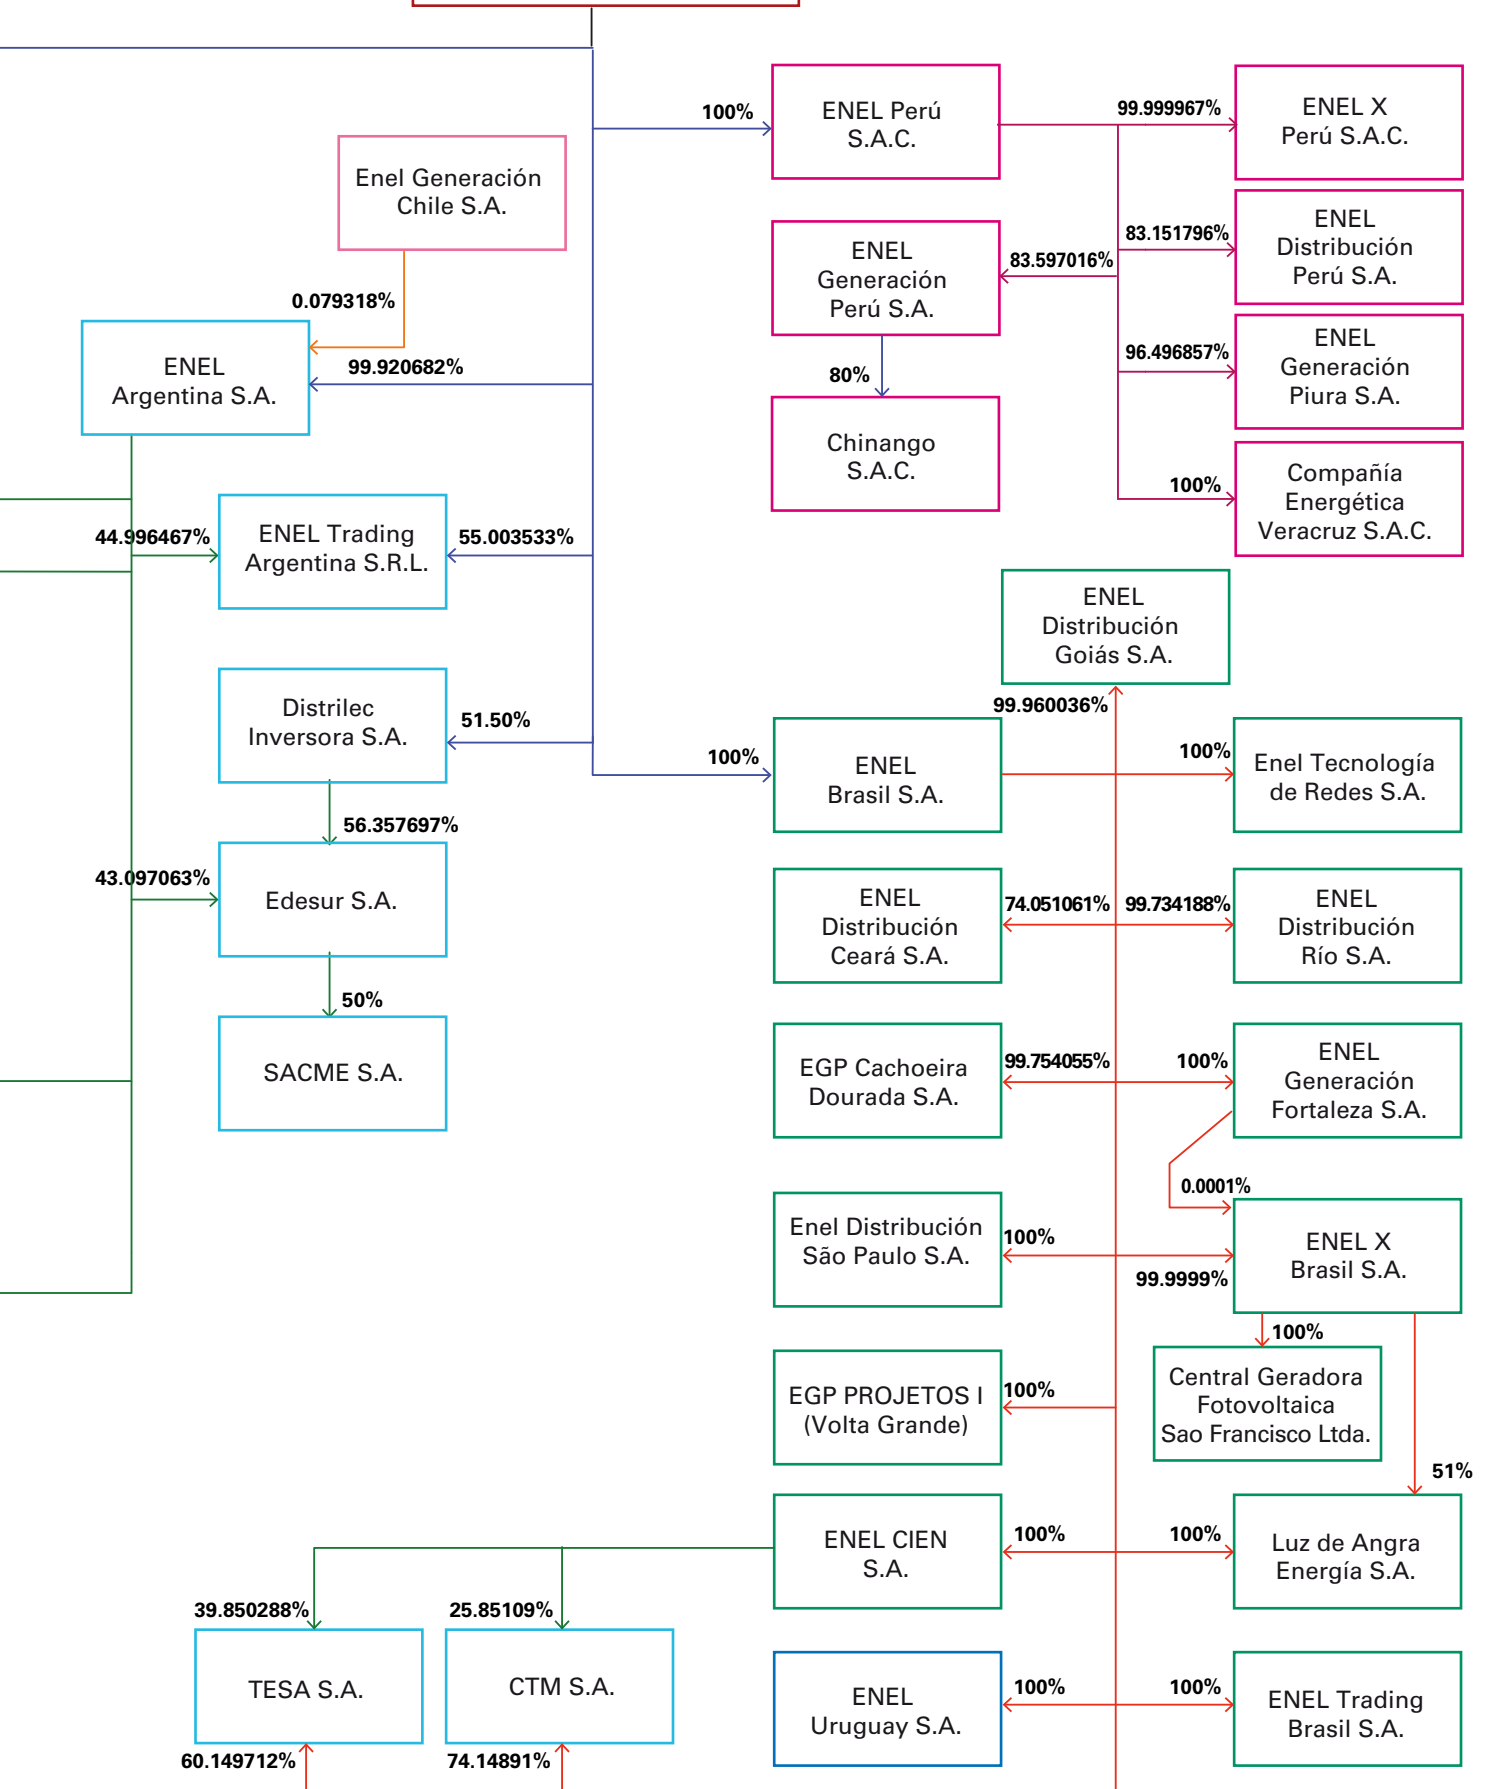 100%
ENEL Perú
S.A.C.
99.999967%
ENEL X
Perú S.A.C.
Enel Generación
Chile S.A.
0.079318%
83.151796%
ENEL
Distribución
Perú S.A.
ENEL
Generación
Perú S.A.
83.597016%
ENEL
Argentina S.A.
99.920682%
80%
96.496857%
ENEL
Generación
Piura S.A.
Chinango
S.A.C.
100%
Compañía
Energética
Veracruz S.A.C.
44.996467%
ENEL Trading
Argentina S.R.L.
55.003533%
ENEL
Distribución
Goiás S.A.
99.960036%
Distrilec
Inversora S.A.
51.50%
100%
ENEL
Brasil S.A.
100%
Enel Tecnología
de Redes S.A.
56.357697%
43.097063%
Edesur S.A.
ENEL
Distribución
Ceará S.A.
74.051061%
99.734188%
ENEL
Distribución
Río S.A.
50%
SACME S.A.
EGP Cachoeira
Dourada S.A.
99.754055%
100%
ENEL
Generación
Fortaleza S.A.
0.0001%
Enel Distribución
São Paulo S.A.
100%
99.9999%
ENEL X
Brasil S.A.
100%
EGP PROJETOS I
(Volta Grande)
100%
Central Geradora
Fotovoltaica
Sao Francisco Ltda.
51%
ENEL CIEN
S.A.
100%
100%
Luz de Angra
Energía S.A.
39.850288%
25.85109%
TESA S.A.
CTM S.A.
ENEL
Uruguay S.A.
100%
100%
ENEL Trading
Brasil S.A.
60.149712%
74.14891%